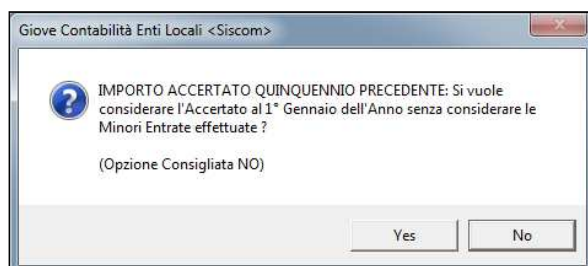 Giove Contabilità Enti Locali <Siscom>
IMPORTO ACCERTATO QUINQUENNIO PRECEDENTE: Si vuole
considerare l'Accertato al 1° Gennaio dell'Anno senza considerare le
Minori Entrate effettuate ?
(Opzione Consigliata NO)
Yes
No